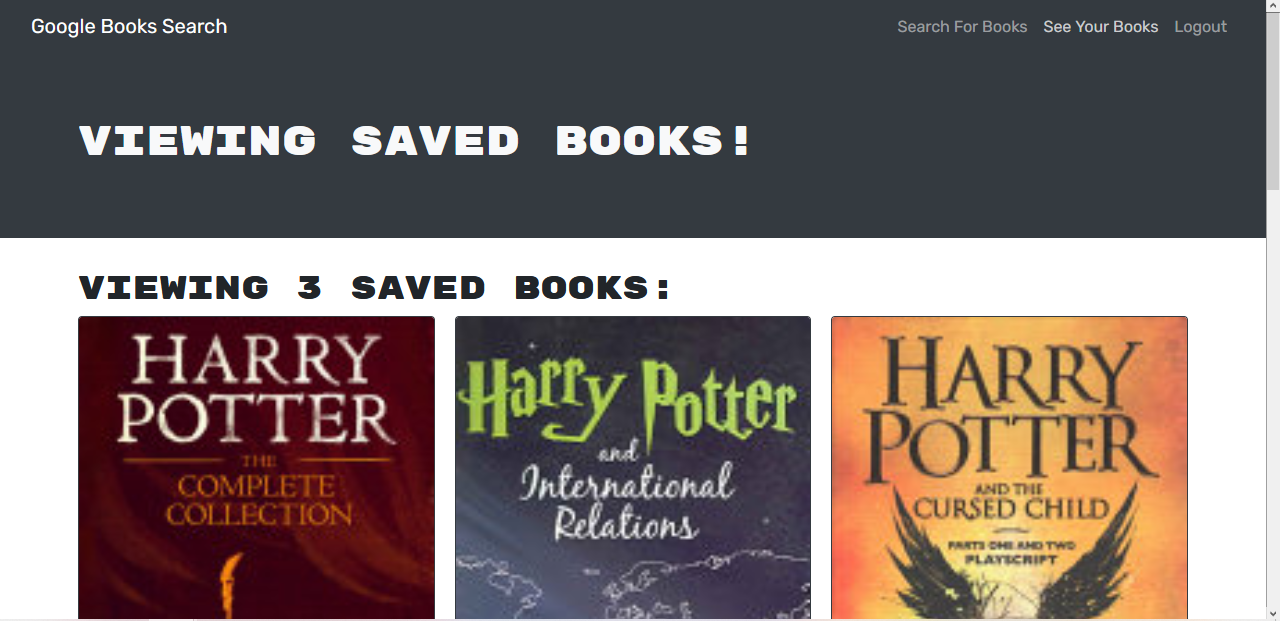 Google Books Search
Search For Books See Your Books Logout
VIEWING SAVED BOOKS!
VIEWING 3 SAVED BOOKS:
HARRY
POTTER
THE
COMPLETE
COLLECTION
Harry Potter
and
International
Relations
HARRY
POTTER
AND THE
CURSED CHILD
PARTS ONE AND TWO
PLAYSCRIPT